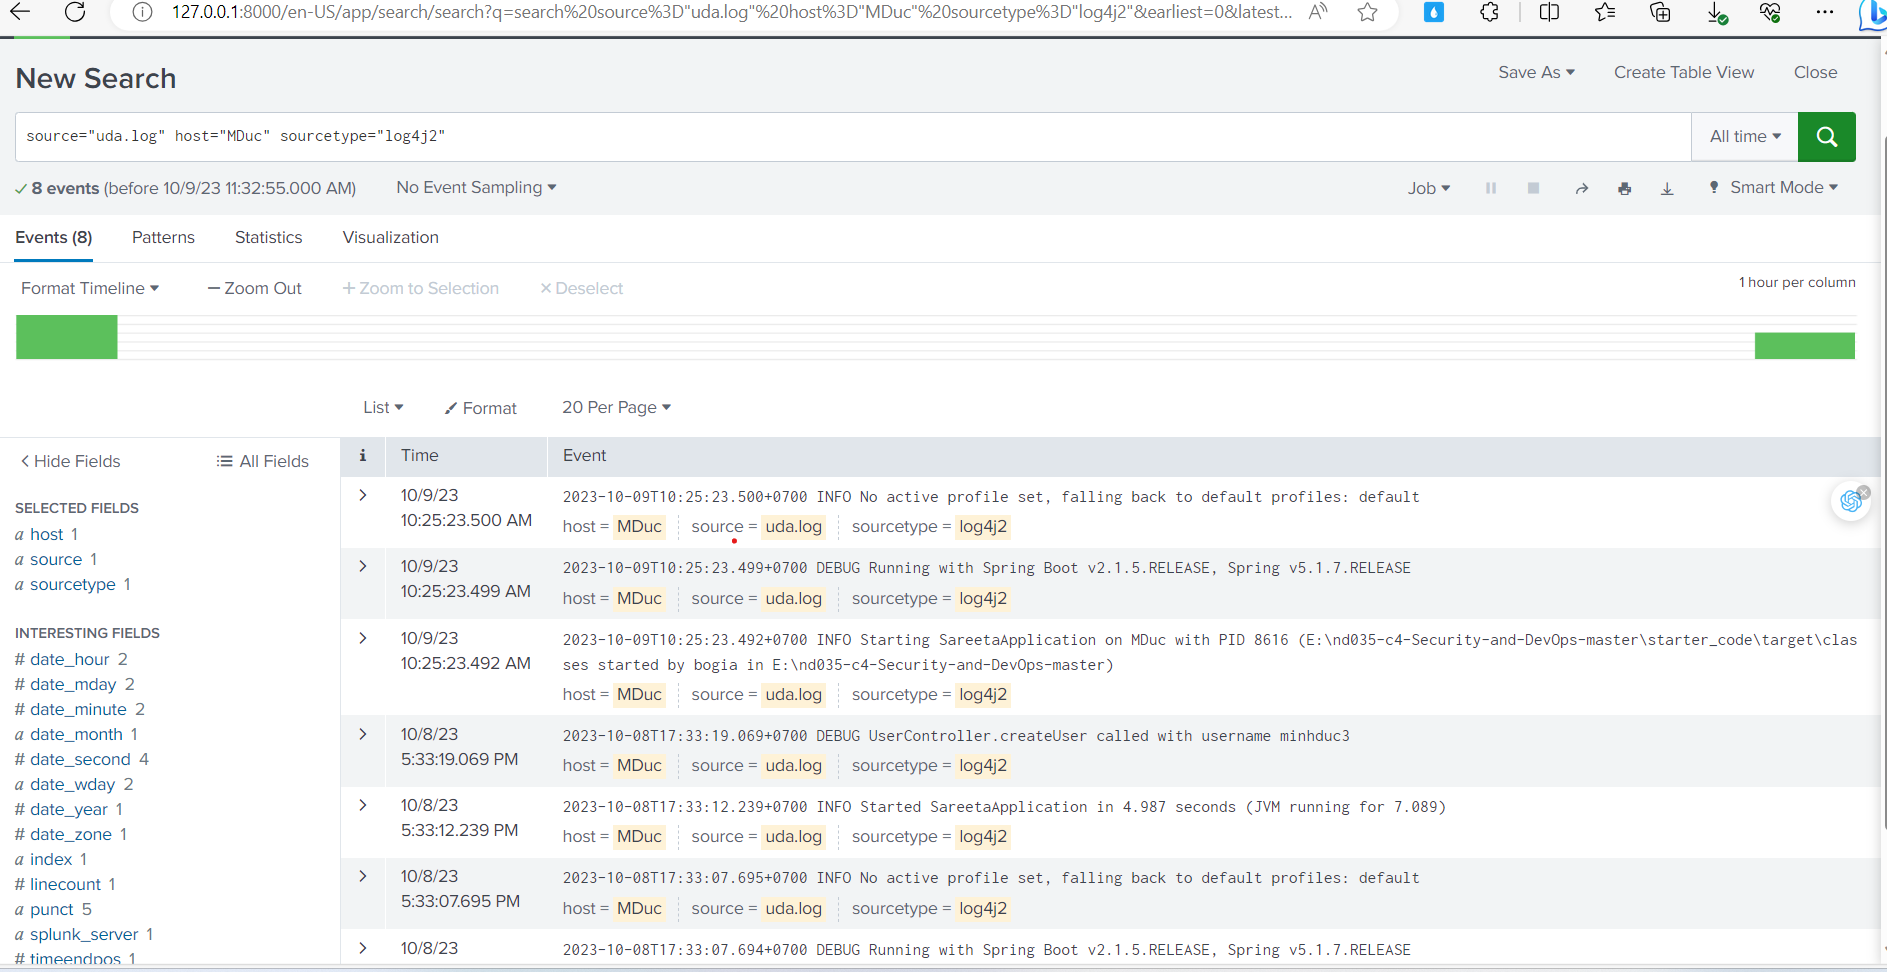 127.0.0.1:8000/en-US/app/search/search?q=search%20source%3D"uda.log"%20host%3D"MDuc"%20sourcetype%3D"log4j2"&earliest=0&latest...
New Search
Save As
Create Table View
Close
source="uda.log" host="MDuc" sourcetype="log4j2"
All time
8 events (before 10/9/23 11:32:55.000 AM)
No Event Sampling
Job
Smart Mode
Events (8)
Patterns
Statistics
Visualization
Format Timeline
— Zoom Out
+ Zoom to Selection
× Deselect
1 hour per column
List
Format
20 Per Page
Hide Fields
All Fields
i
Time
Event
SELECTED FIELDS
a host 1
a source 1
a sourcetype 1
INTERESTING FIELDS
# date_hour 2
# date_mday 2
# date_minute 2
a date_month 1
# date_second 4
a date_wday 2
# date_year 1
# date_zone 1
a index 1
# linecount 1
a punct 5
a splunk_server 1
# timeendpos 1
10/9/23
10:25:23.500 AM
2023-10-09T10:25:23.500+0700 INFO No active profile set, falling back to default profiles: default
host = MDuc source = uda.log sourcetype = log4j2
10/9/23
10:25:23.499 AM
2023-10-09T10:25:23.499+0700 DEBUG Running with Spring Boot v2.1.5.RELEASE, Spring v5.1.7.RELEASE
host = MDuc source = uda.log sourcetype = log4j2
10/9/23
10:25:23.492 AM
2023-10-09T10:25:23.492+0700 INFO Starting SareetaApplication on MDuc with PID 8616 (E:\nd035-c4-Security-and-DevOps-master\starter_code\target\clas
ses started by bogia in E:\nd035-c4-Security-and-DevOps-master)
host = MDuc source = uda.log sourcetype = log4j2
10/8/23
5:33:19.069 PM
2023-10-08T17:33:19.069+0700 DEBUG UserController.createUser called with username minhduc3
host = MDuc source = uda.log sourcetype = log4j2
10/8/23
5:33:12.239 PM
2023-10-08T17:33:12.239+0700 INFO Started SareetaApplication in 4.987 seconds (JVM running for 7.089)
host = MDuc source = uda.log sourcetype = log4j2
10/8/23
5:33:07.695 PM
2023-10-08T17:33:07.695+0700 INFO No active profile set, falling back to default profiles: default
host = MDuc source = uda.log sourcetype = log4j2
10/8/23
2023-10-08T17:33:07.694+0700 DEBUG Running with Spring Boot v2.1.5.RELEASE, Spring v5.1.7.RELEASE